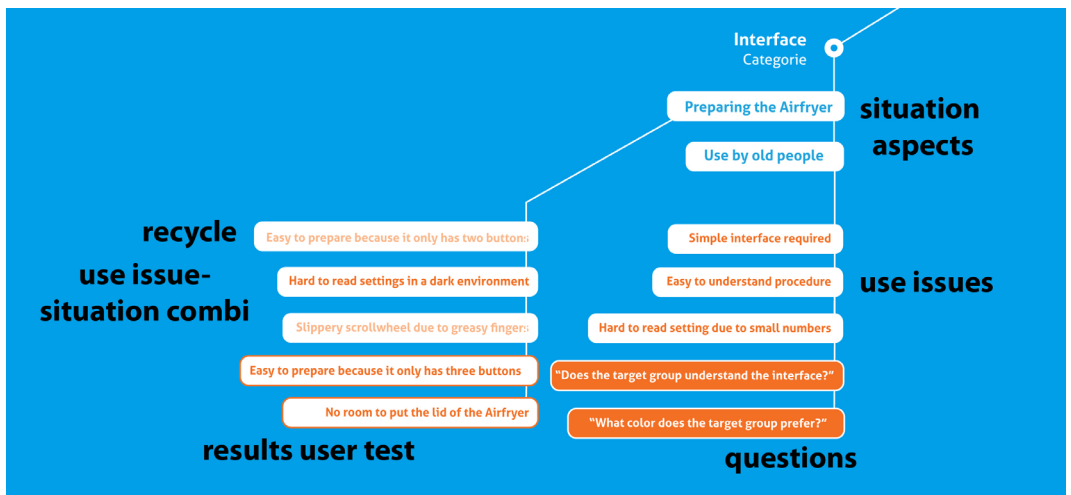 Interface
Categorie
Preparing the Airfryer
situation
aspects
Use by old people
recycle
Easy to prepare because it only has two buttons
Simple interface required
use issue-
situation combi
Hard to read settings in a dark environment
Easy to understand procedure
use issues
Slippery scrollwheel due to greasy fingers
Hard to read setting due to small numbers
Easy to prepare because it only has three buttons
“Does the target group understand the interface?”
No room to put the lid of the Airfryer
“What color does the target group prefer?”
results user test
questions